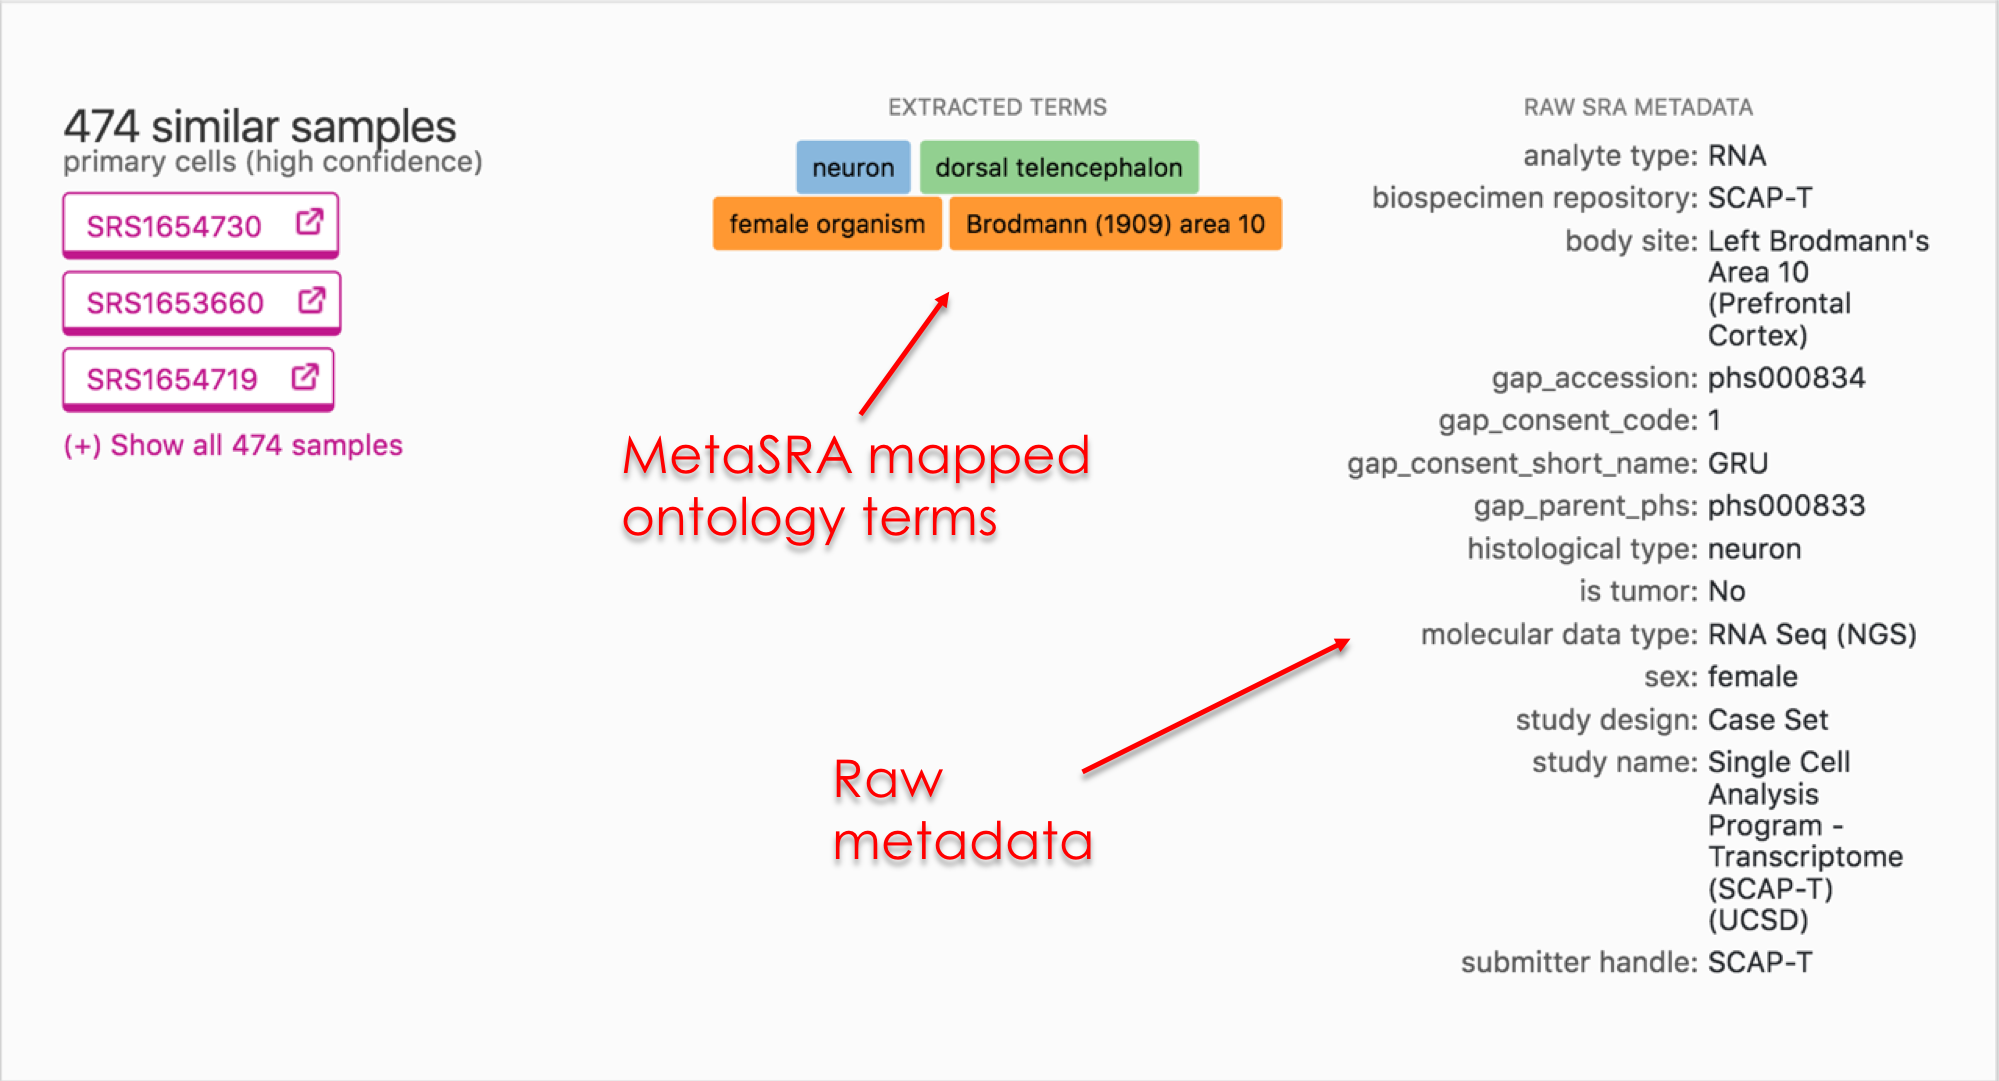 474 similar samples
primary cells (high confidence)
SRS1654730
SRS1653660
SRS1654719
(+) Show all 474 samples
EXTRACTED TERMS
neuron
dorsal telencephalon
female organism
Brodmann (1909) area 10
MetaSRA mapped
ontology terms
Raw
metadata
RAW SRA METADATA
analyte type: RNA
biospecimen repository: SCAP-T
body site: Left Brodmann's
Area 10
(Prefrontal
Cortex)
gap_accession: phs000834
gap_consent_code: 1
gap_consent_short_name: GRU
gap_parent_phs: phs000833
histological type: neuron
is tumor: No
molecular data type: RNA Seq (NGS)
sex: female
study design: Case Set
study name: Single Cell
Analysis
Program -
Transcriptome
(SCAP-T)
(UCSD)
submitter handle: SCAP-T